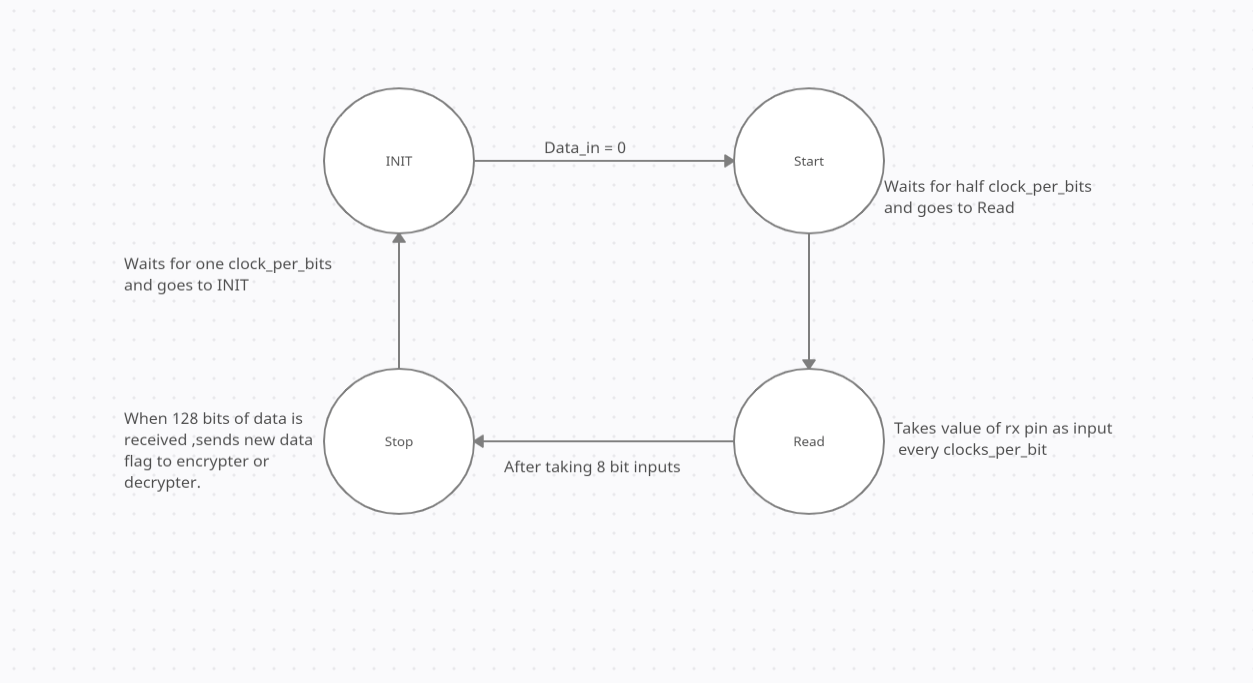 INIT
Data_in = 0
Start
Waits for half clock_per_bits
and goes to Read
Waits for one clock_per_bits
and goes to INIT
When 128 bits of data is
received ,sends new data
flag to encrypter or
decrypter.
Stop
After taking 8 bit inputs
Read
Takes value of rx pin as input
every clocks_per_bit